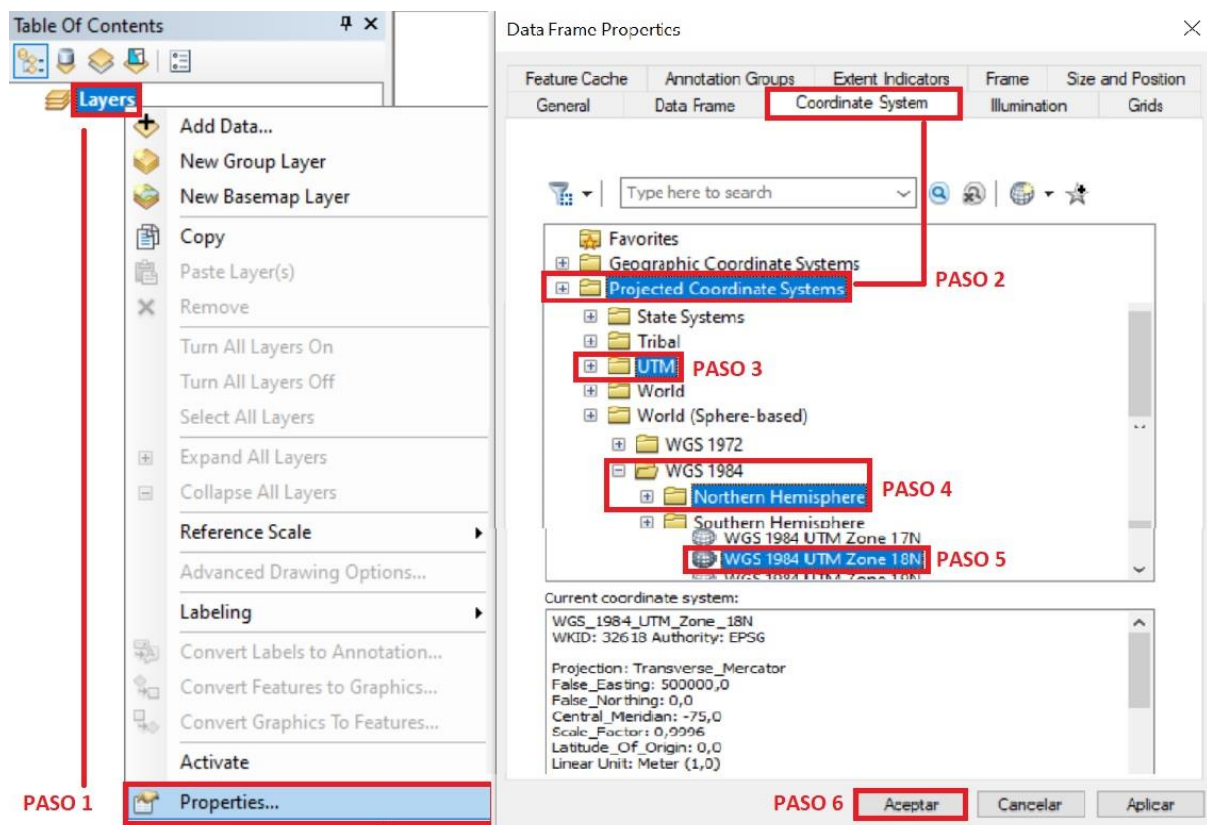 Table Of Contents
Layers
Add Data...
New Group Layer
New Basemap Layer
Copy
Paste Layer(s)
Remove
Turn All Layers On
Turn All Layers Off
Select All Layers
Expand All Layers
Collapse All Layers
Reference Scale
Advanced Drawing Options...
Labeling
Convert Labels to Annotation...
Convert Features to Graphics...
Convert Graphics To Features...
Activate
PASO 1
Properties...
Data Frame Properties
Feature Cache Annotation Groups Extent Indicators Frame Size and Position
General Data Frame Coordinate System Illumination Grids
Type here to search
Favorites
Geographic Coordinate Systems
Projected Coordinate Systems
PASO 2
State Systems
Tribal
UTM PASO 3
World
World (Sphere-based)
WGS 1972
WGS 1984
Northern Hemisphere PASO 4
Southern Hemisphere
WGS 1984 UTM Zone 17N
WGS 1984 UTM Zone 18N PASO 5
WGS 1984 UTM Zone 19N
Current coordinate system:
WGS_1984_UTM_Zone_18N
WKID: 32618 Authority: EPSG
Projection: Transverse_Mercator
False_Easting: 500000,0
False_Northing: 0,0
Central_Meridian: -75,0
Scale_Factor: 0,9996
Latitude_Of_Origin: 0,0
Linear Unit: Meter (1,0)
PASO 6 Aceptar Cancelar Aplicar